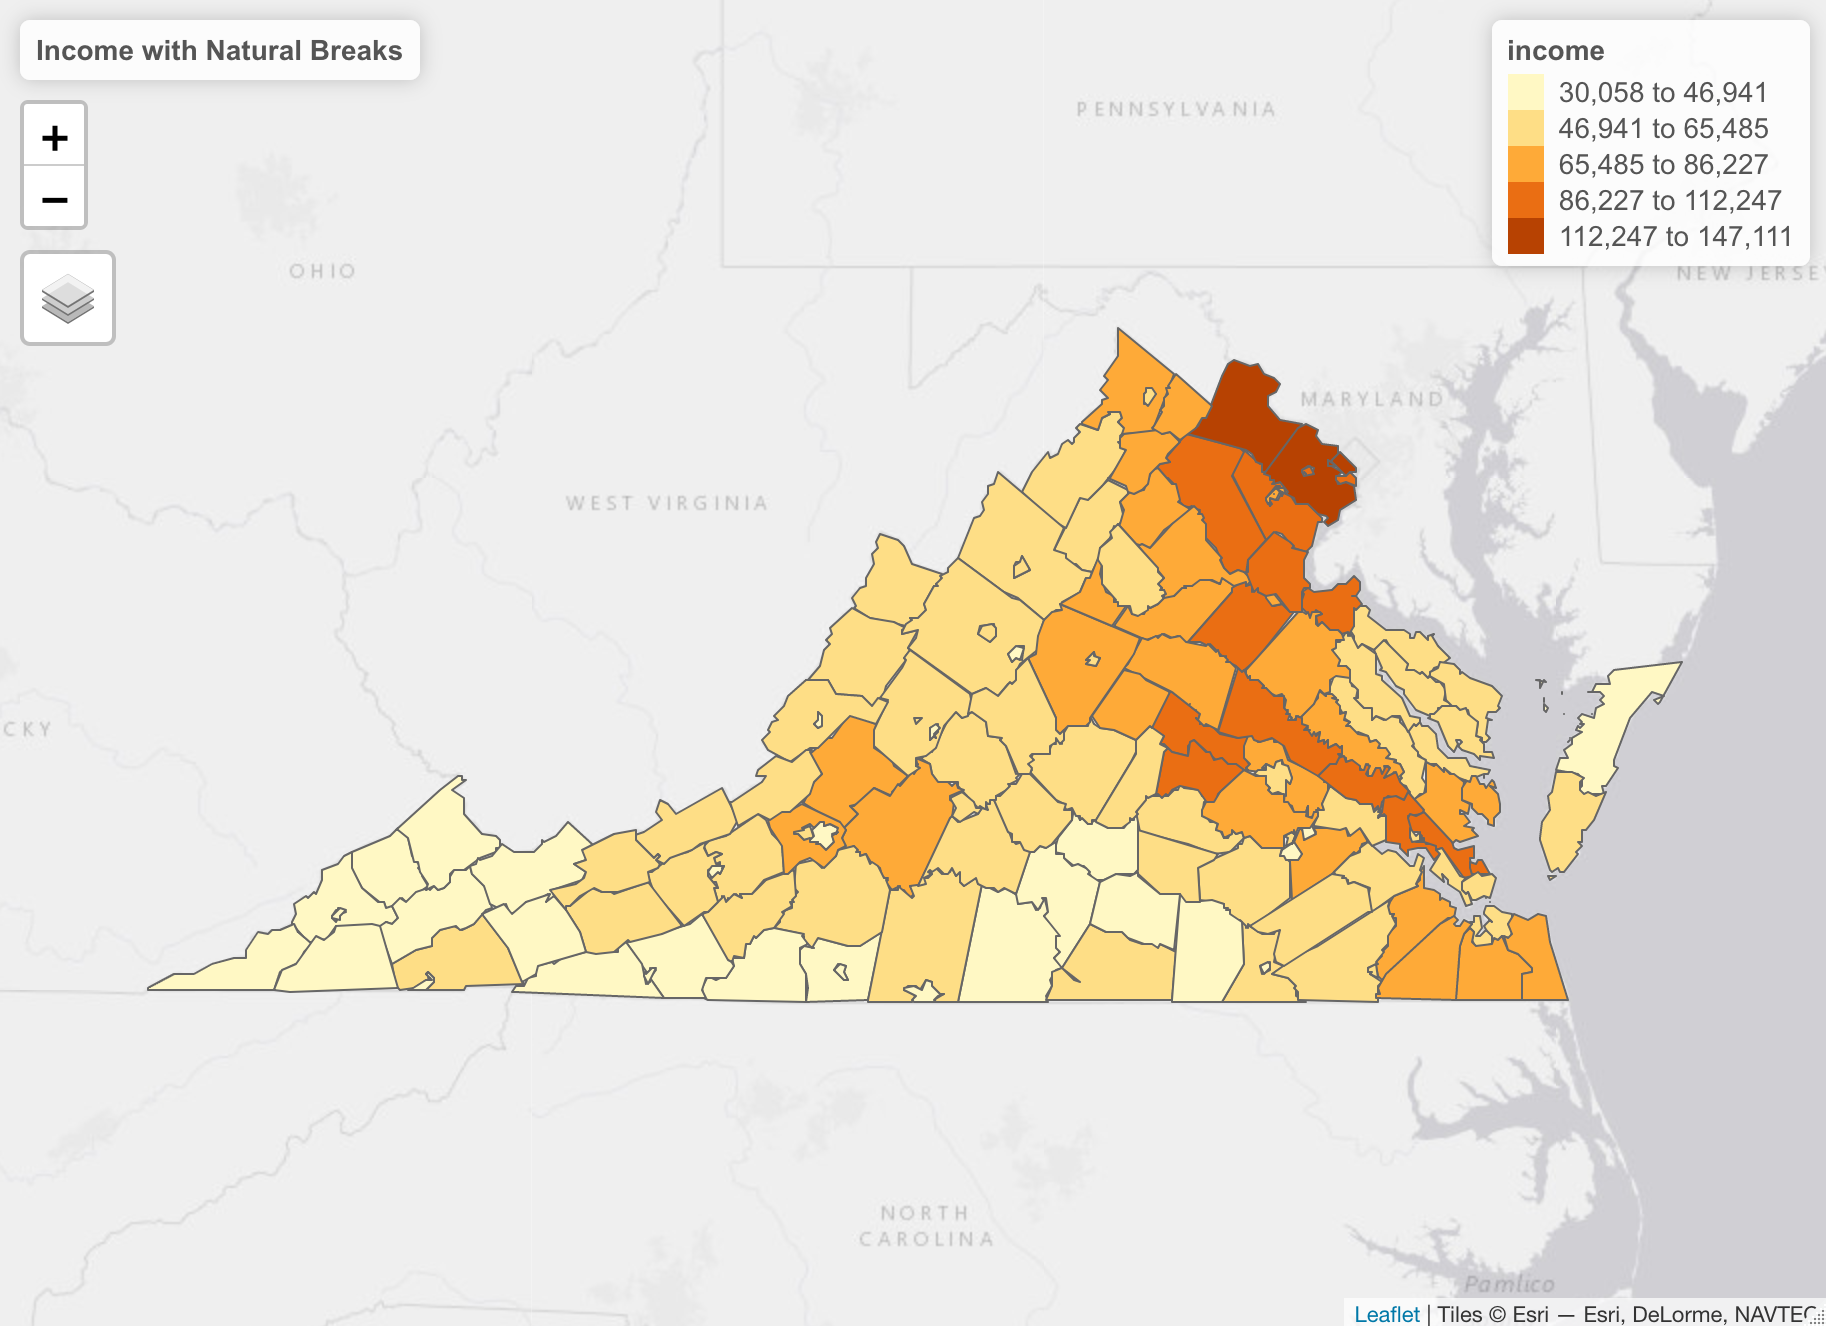 Income with Natural Breaks
+
−
income
30,058 to 46,941
46,941 to 65,485
65,485 to 86,227
86,227 to 112,247
112,247 to 147,111
PENNSYLVANIA
OHIO
NEW JERSEY
MARYLAND
WEST VIRGINIA
CKY
NORTH
CAROLINA
Pamlico
Leaflet | Tiles © Esri — Esri, DeLorme, NAVTEQ